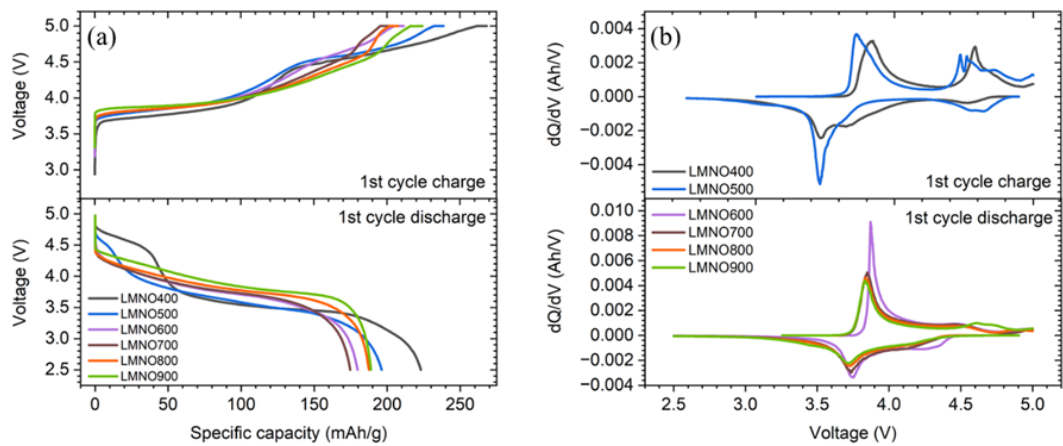 (a)
5.0
4.5
4.0
3.5
3.0
Voltage (V)
1st cycle charge
1st cycle discharge
5.0
4.5
4.0
3.5
3.0
2.5
Voltage (V)
LMNO400
LMNO500
LMNO600
LMNO700
LMNO800
LMNO900
0 50 100 150 200 250
Specific capacity (mAh/g)
(b)
0.004
0.002
0.000
−0.002
−0.004
dQ/dV (Ah/V)
LMNO400
LMNO500
1st cycle charge
0.010
0.008
0.006
0.004
0.002
0.000
−0.002
−0.004
dQ/dV (Ah/V)
LMNO600
LMNO700
LMNO800
LMNO900
1st cycle discharge
2.5 3.0 3.5 4.0 4.5 5.0
Voltage (V)